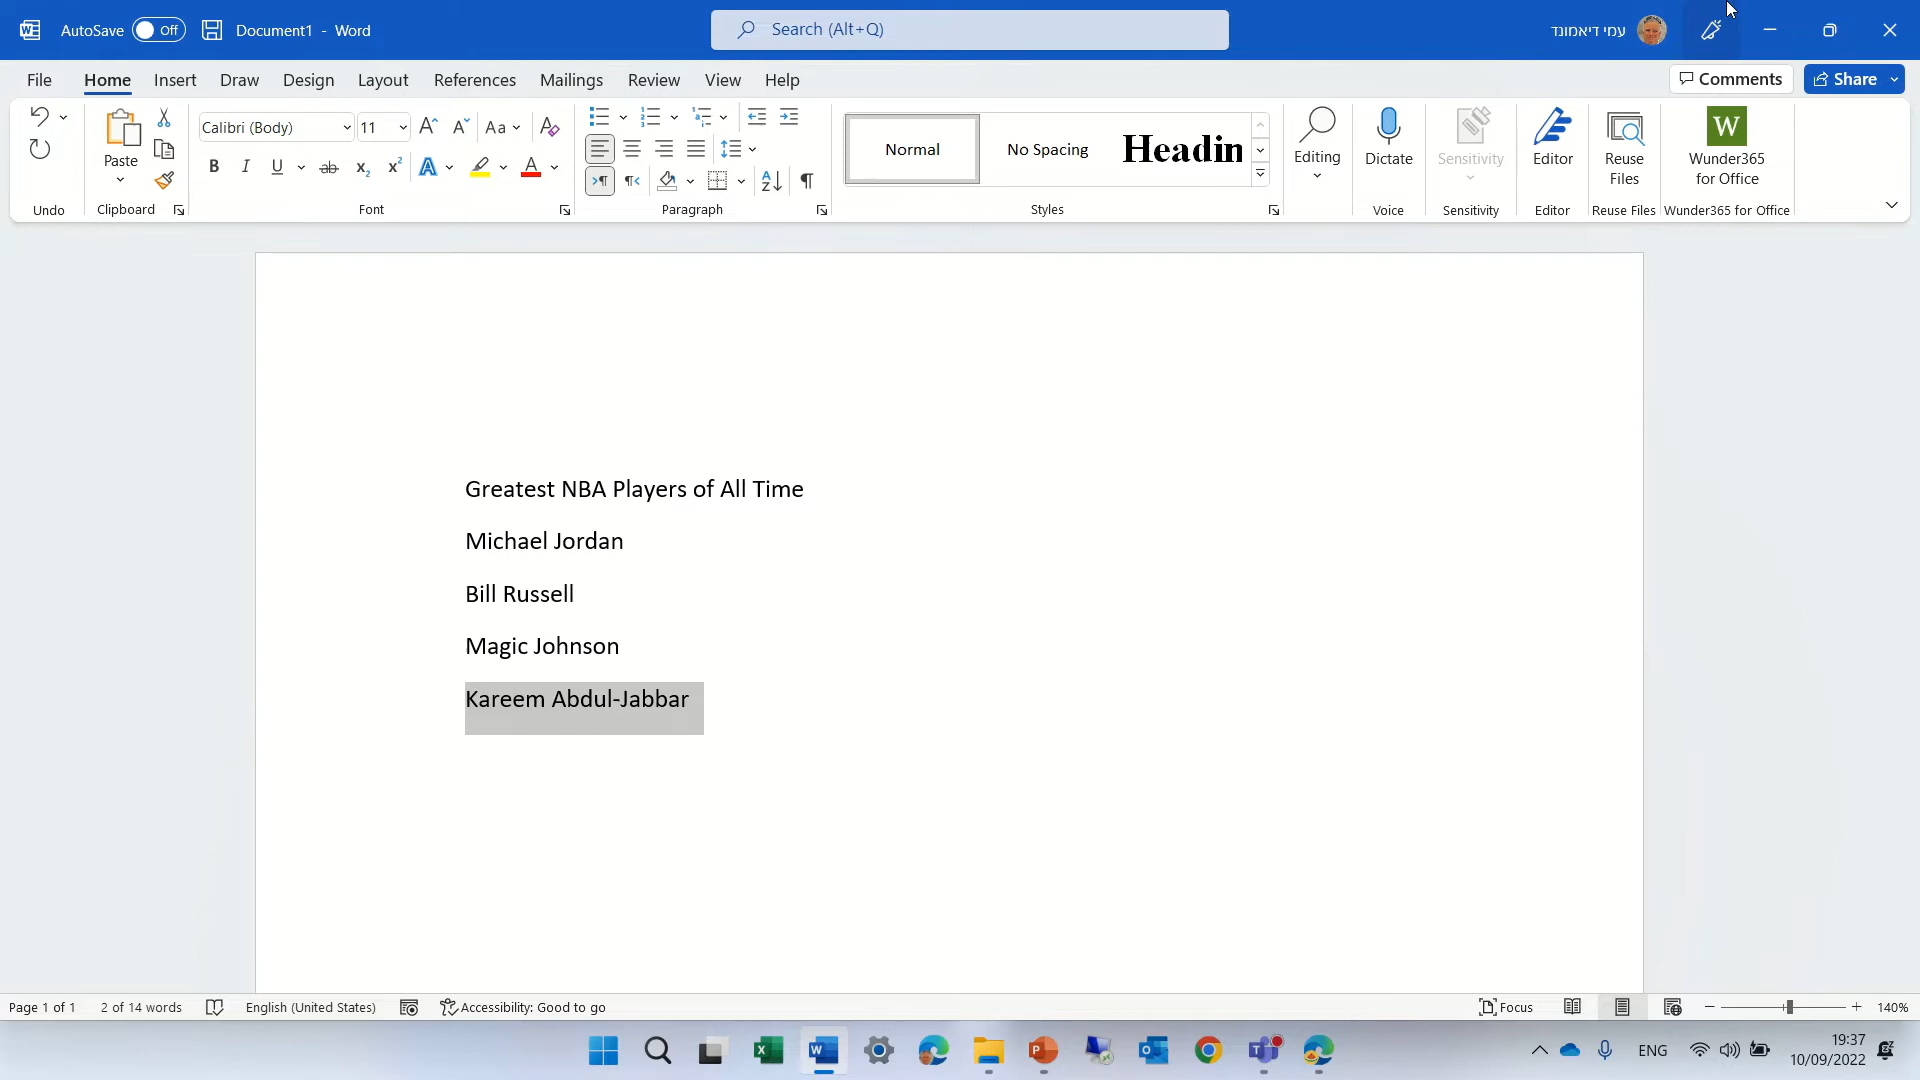 AutoSave Off Document1 - Word Search (Alt+Q) עמי דיאמונד
File Home Insert Draw Design Layout References Mailings Review View Help Comments Share
Undo
Paste
Clipboard
Calibri (Body) 11
Aa
B I U ab x₂ x² A A
Font
Paragraph
Normal No Spacing Headin
Styles
Editing
Dictate
Voice
Sensitivity
Sensitivity
Editor
Editor
Reuse
Files
Reuse Files
W
Wunder365
for Office
Wunder365 for Office
Greatest NBA Players of All Time
Michael Jordan
Bill Russell
Magic Johnson
Kareem Abdul-Jabbar
Page 1 of 1 2 of 14 words English (United States) Accessibility: Good to go Focus 140%
ENG 19:37
10/09/2022